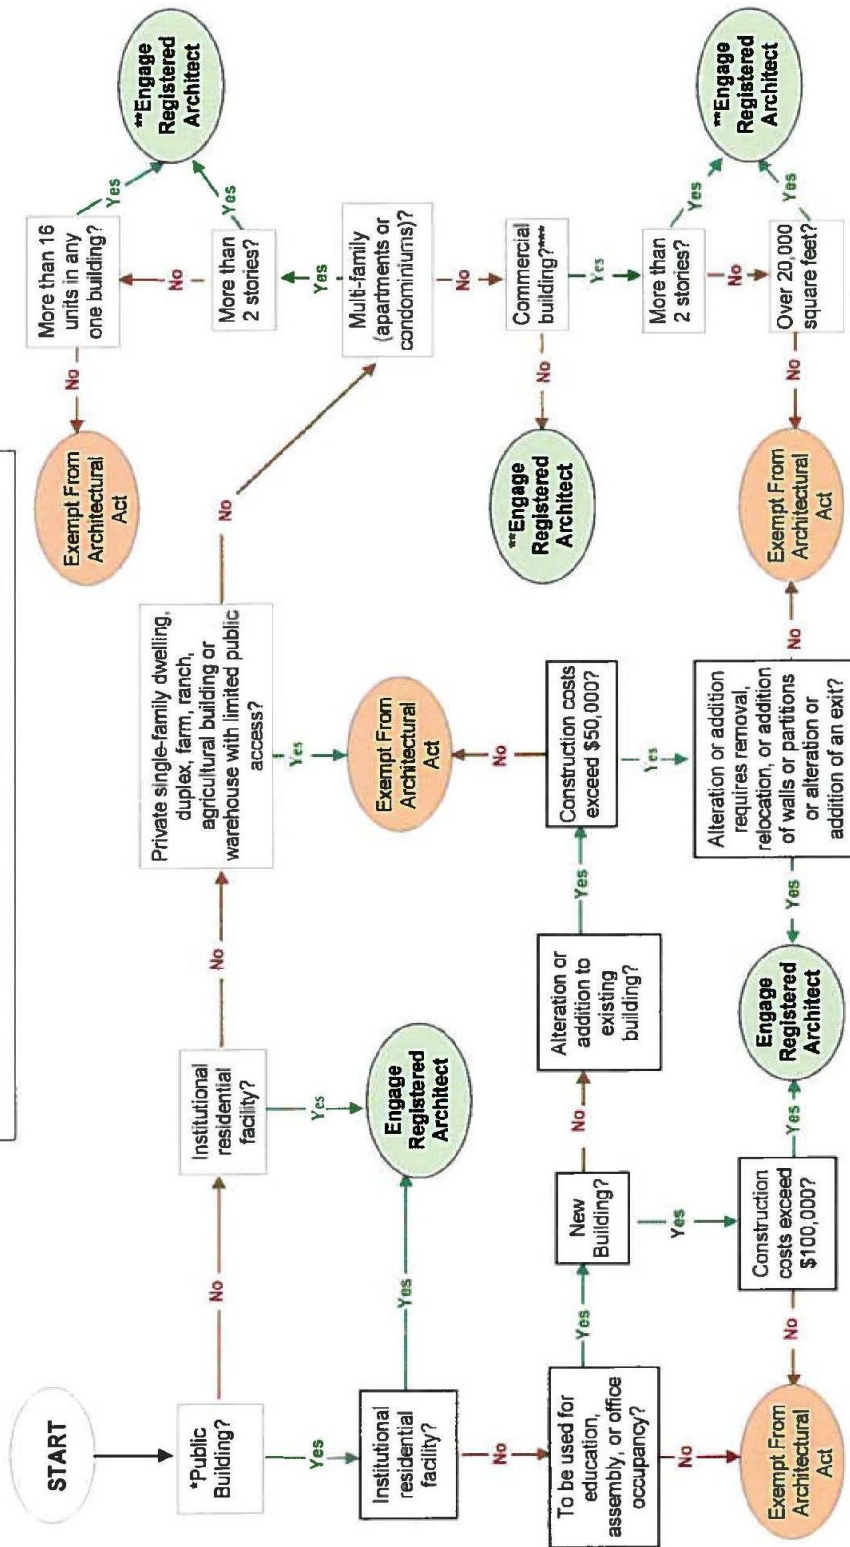 START
*Public
Building?
No
Yes
Institutional
residential
facility?
No
Yes
Private single-family dwelling,
duplex, farm, ranch,
agricultural building or
warehouse with limited public
access?
No
Yes
Exempt From
Architectural
Act
Multi-family
(apartments or
condominiums)?
Yes
No
More than
2 stories?
No
Yes
More than 16
units in any
one building?
Yes
No
Exempt From
Architectural
Act
**Engage
Registered
Architect
Commercial
building?***
No
Yes
**Engage
Registered
Architect
More than
2 stories?
Yes
No
Over 20,000
square feet?
Yes
No
**Engage
Registered
Architect
Exempt From
Architectural
Act
Institutional
residential
facility?
Yes
No
Engage
Registered
Architect
To be used for
education,
assembly, or office
occupancy?
Yes
No
Exempt From
Architectural
Act
New
Building?
No
Yes
Construction
costs exceed
$100,000?
No
Yes
Engage
Registered
Architect
Alteration or
addition to
existing
building?
Yes
Construction costs
exceed $50,000?
No
Yes
Alteration or addition
requires removal,
relocation, or addition
of walls or partitions
or alteration or
addition of an exit?
Yes
No